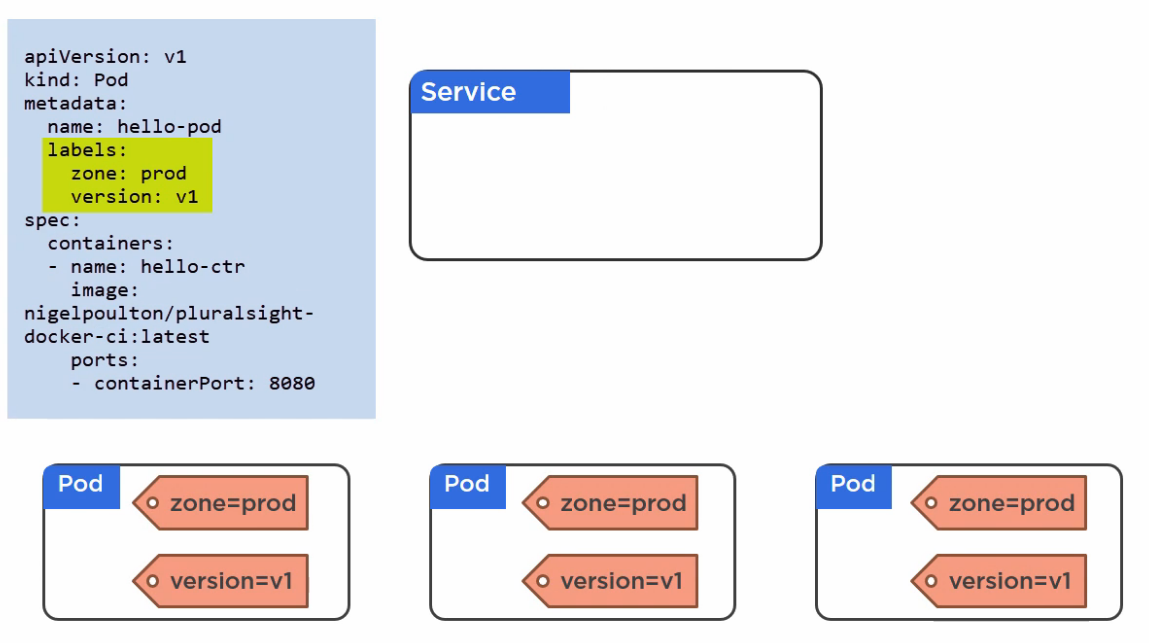 apiVersion: v1
kind: Pod
metadata:
  name: hello-pod
  labels:
    zone: prod
    version: v1
spec:
  containers:
  - name: hello-ctr
    image:
nigelpoulton/pluralsight-
docker-ci:latest
    ports:
    - containerPort: 8080
Service
Pod
zone=prod
version=v1
Pod
zone=prod
version=v1
Pod
zone=prod
version=v1